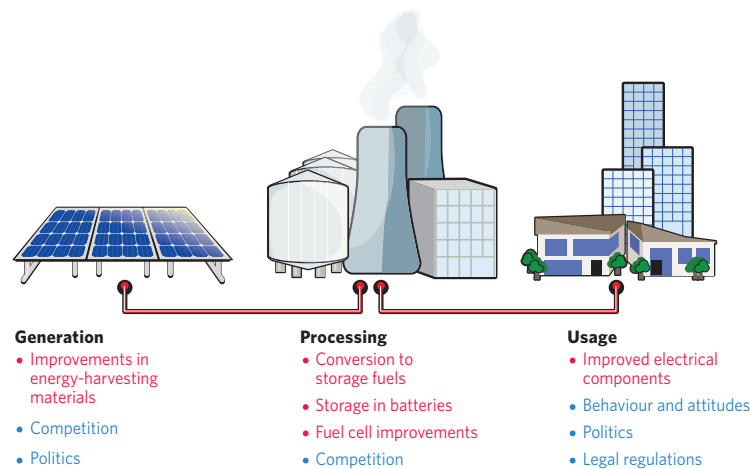 Generation
• Improvements in
energy-harvesting
materials
• Competition
• Politics
Processing
• Conversion to
storage fuels
• Storage in batteries
• Fuel cell improvements
• Competition
Usage
• Improved electrical
components
• Behaviour and attitudes
• Politics
• Legal regulations